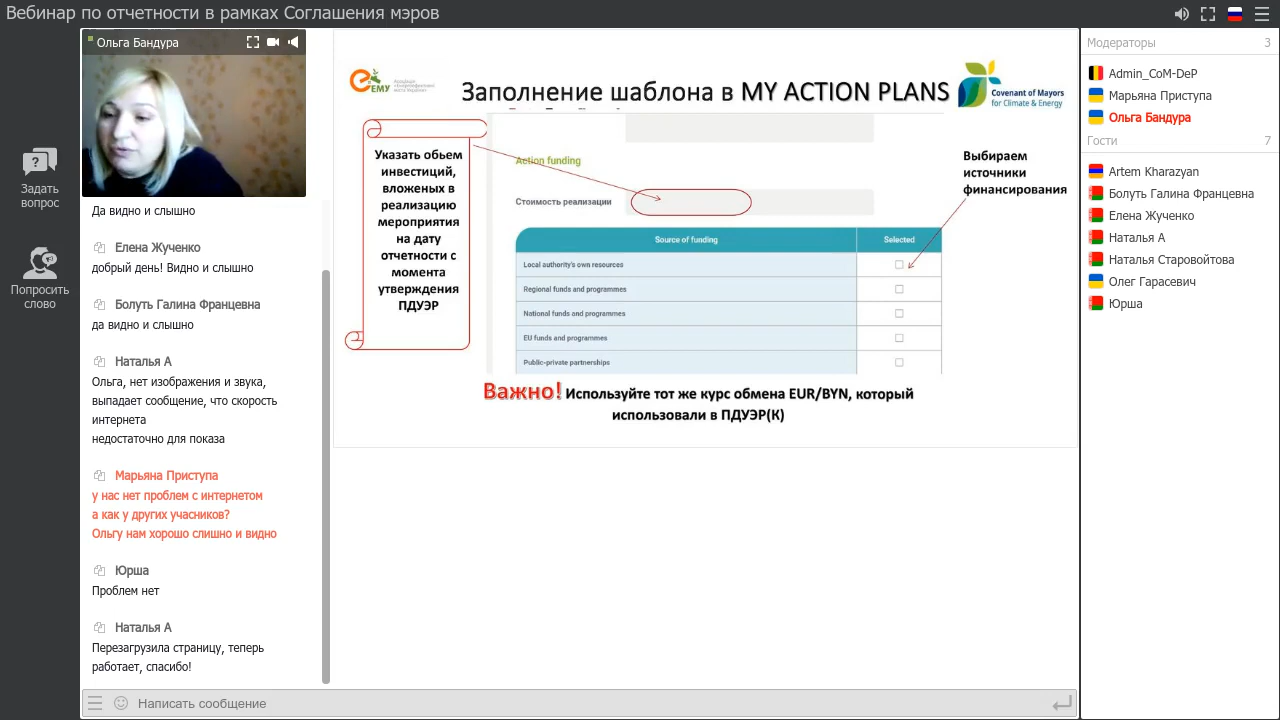 Вебинар по отчетности в рамках Соглашения мэров
Ольга Бандура
Задать
вопрос
Попросить
слово
Да видно и слышно
Елена Жученко
добрый день! Видно и слышно
Болуть Галина Францевна
да видно и слышно
Наталья А
Ольга, нет изображения и звука,
выпадает сообщение, что скорость
интернета
недостаточно для показа
Марьяна Приступа
у нас нет проблем с интернетом
а как у других учасников?
Ольгу нам хорошо слишно и видно
Юрша
Проблем нет
Наталья А
Перезагрузила страницу, теперь
работает, спасибо!
Написать сообщение
ЕМУ
Заполнение шаблона в MY ACTION PLANS
Covenant of Mayors
for Climate & Energy
Указать обьем
инвестиций,
вложеных в
реализацию
мероприятия
на дату
отчетности с
момента
утверждения
ПДУЭР
Action funding
Стоимость реализации
Выбираем
источники
финансирования
Source of funding Selected
Local authority's own resources
Regional funds and programmes
National funds and programmes
EU funds and programmes
Public-private partnerships
Важно! Используйте тот же курс обмена EUR/BYN, который
использовали в ПДУЭР(К)
Модераторы 3
Admin_CoM-DeP
Марьяна Приступа
Ольга Бандура
Гости 7
Artem Kharazyan
Болуть Галина Францевна
Елена Жученко
Наталья А
Наталья Старовойтова
Олег Гарасевич
Юрша